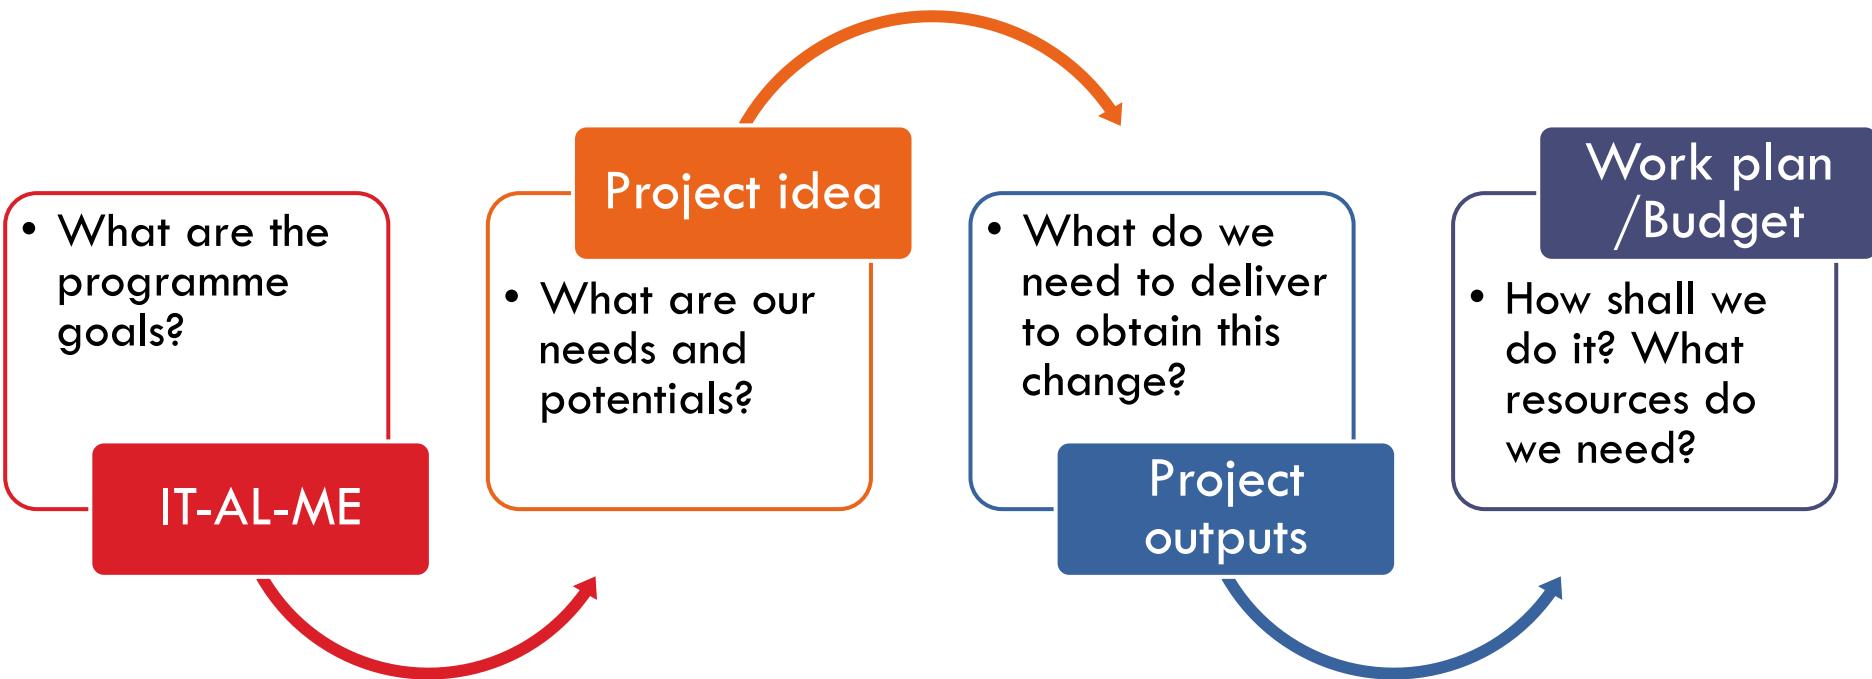 • What are the
programme
goals?
IT-AL-ME
Project idea
• What are our
needs and
potentials?
• What do we
need to deliver
to obtain this
change?
Project
outputs
Work plan
/Budget
• How shall we
do it? What
resources do
we need?